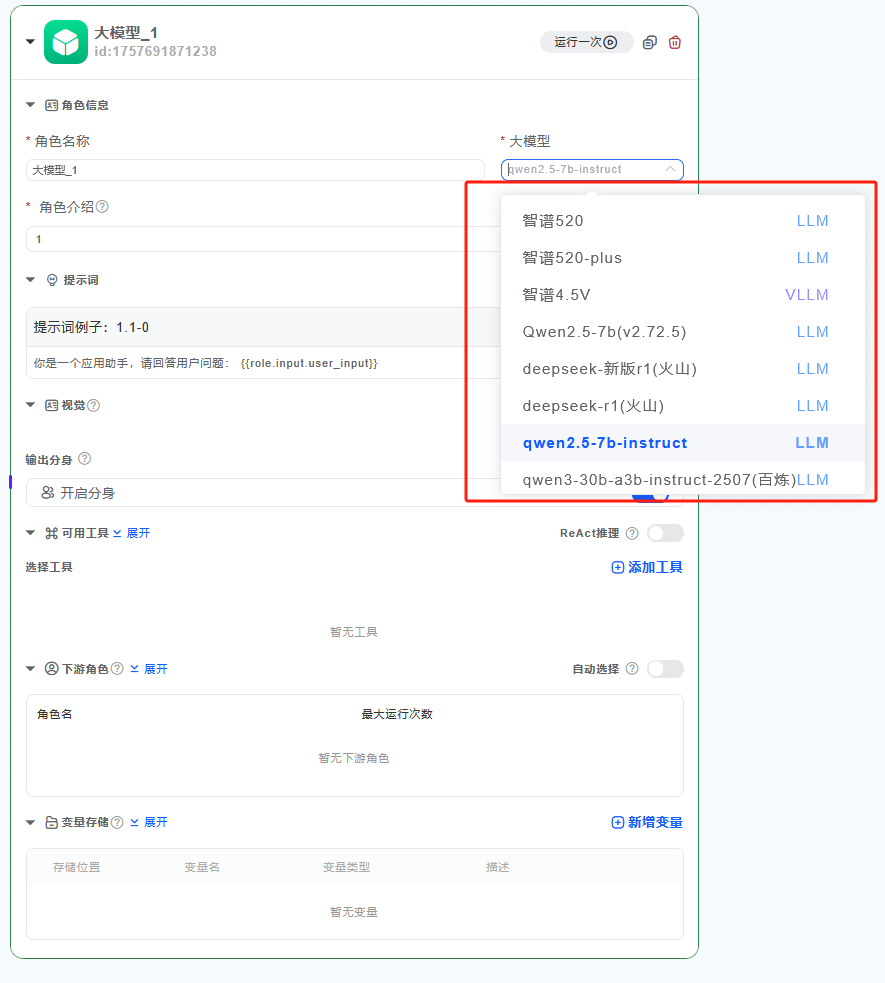 大模型_1
id:1757691871238
运行一次
角色信息
* 角色名称
* 大模型
大模型_1
qwen2.5-7b-instruct
* 角色介绍
1
智谱520 LLM
智谱520-plus LLM
智谱4.5V VLLM
Qwen2.5-7b(v2.72.5) LLM
deepseek-新版r1(火山) LLM
deepseek-r1(火山) LLM
qwen2.5-7b-instruct LLM
qwen3-30b-a3b-instruct-2507(百炼)LLM
提示词
提示词例子：1.1-0
你是一个应用助手，请回答用户问题： {{role.input.user_input}}
视觉
输出分身
开启分身
可用工具 展开 ReAct推理
选择工具 添加工具
暂无工具
下游角色 展开 自动选择
角色名 最大运行次数
暂无下游角色
变量存储 展开 新增变量
存储位置 变量名 变量类型 描述
暂无变量